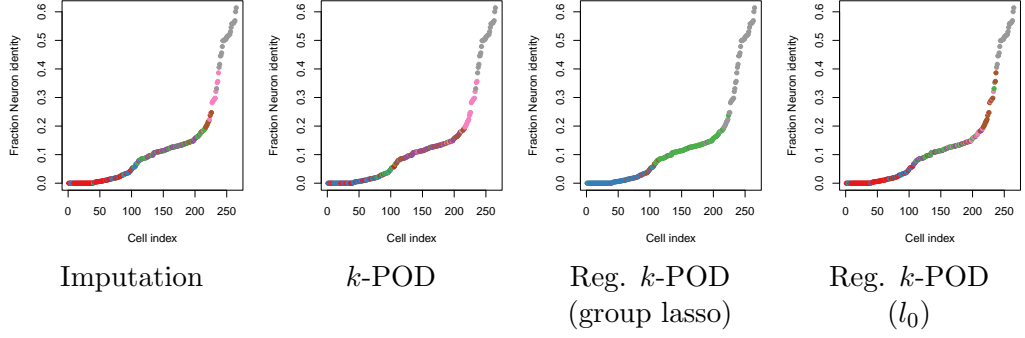 0.6
0.5
0.4
0.3
0.2
0.1
0.0
Fraction Neuron identity
0 50 100 150 200 250
Cell index
Imputation
0.6
0.5
0.4
0.3
0.2
0.1
0.0
Fraction Neuron identity
0 50 100 150 200 250
Cell index
k-POD
0.6
0.5
0.4
0.3
0.2
0.1
0.0
Fraction Neuron identity
0 50 100 150 200 250
Cell index
Reg. k-POD
(group lasso)
0.6
0.5
0.4
0.3
0.2
0.1
0.0
Fraction Neuron identity
0 50 100 150 200 250
Cell index
Reg. k-POD
(l₀)